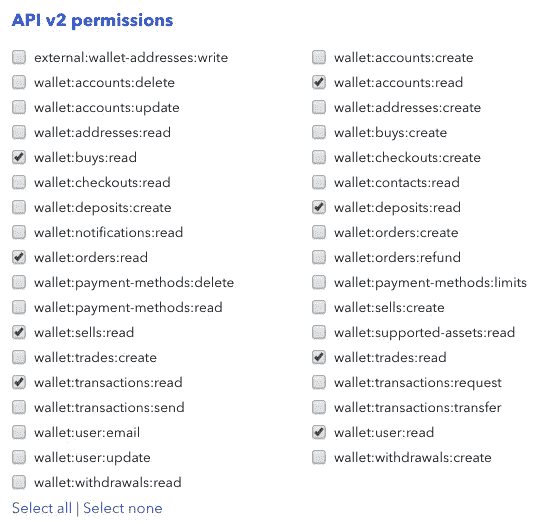 API v2 permissions
external:wallet-addresses:write
wallet:accounts:create
wallet:accounts:delete
wallet:accounts:read
wallet:accounts:update
wallet:addresses:create
wallet:addresses:read
wallet:buys:create
wallet:buys:read
wallet:checkouts:create
wallet:checkouts:read
wallet:contacts:read
wallet:deposits:create
wallet:deposits:read
wallet:notifications:read
wallet:orders:create
wallet:orders:read
wallet:orders:refund
wallet:payment-methods:delete
wallet:payment-methods:limits
wallet:payment-methods:read
wallet:sells:create
wallet:sells:read
wallet:supported-assets:read
wallet:trades:create
wallet:trades:read
wallet:transactions:read
wallet:transactions:request
wallet:transactions:send
wallet:transactions:transfer
wallet:user:email
wallet:user:read
wallet:user:update
wallet:withdrawals:create
wallet:withdrawals:read
Select all | Select none